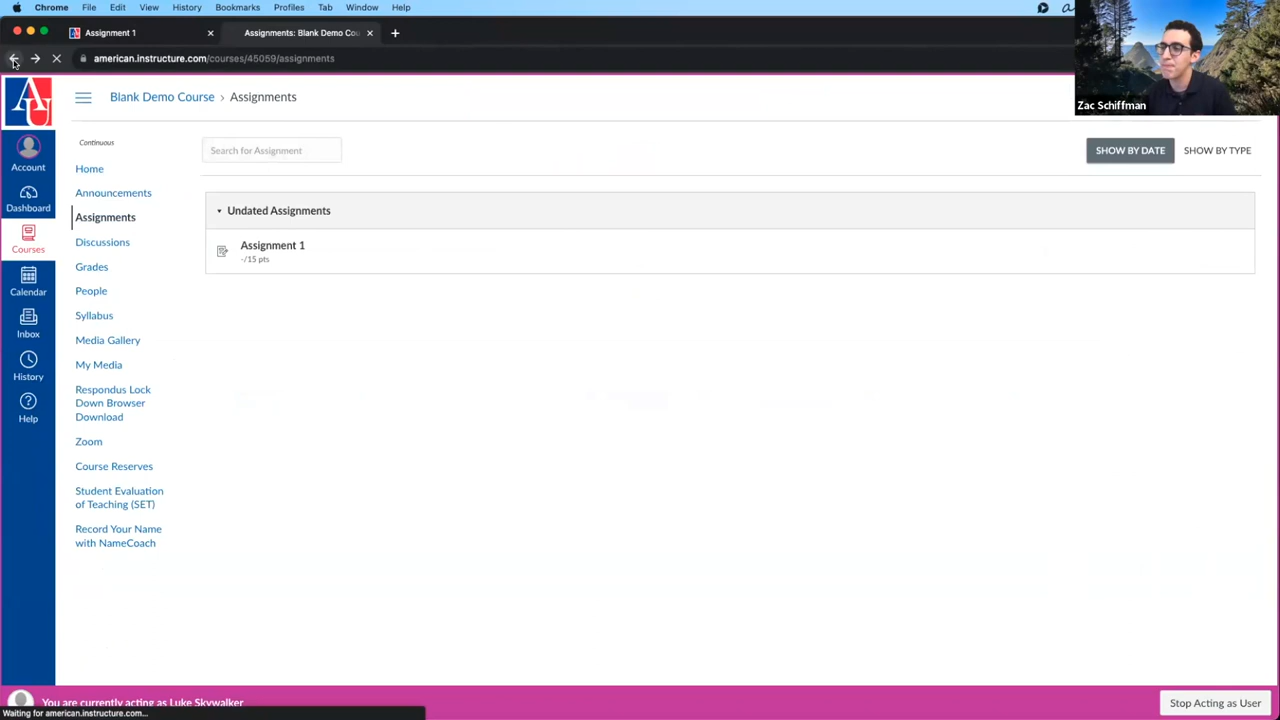 Chrome File Edit View History Bookmarks Profiles Tab Window Help
Assignment 1
Assignments: Blank Demo Cou
american.instructure.com/courses/45059/assignments
Zac Schiffman
AU
Blank Demo Course › Assignments
Account
Dashboard
Courses
Calendar
Inbox
History
Help
Continuous
Home
Announcements
Assignments
Discussions
Grades
People
Syllabus
Media Gallery
My Media
Respondus Lock
Down Browser
Download
Zoom
Course Reserves
Student Evaluation
of Teaching (SET)
Record Your Name
with NameCoach
Search for Assignment
SHOW BY DATE
SHOW BY TYPE
Undated Assignments
Assignment 1
-/15 pts
You are currently acting as Luke Skywalker
Stop Acting as User
Waiting for american.instructure.com...